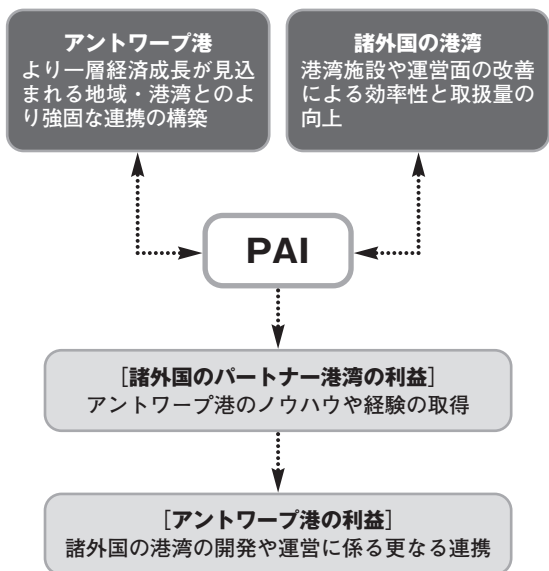 アントワープ港
より一層経済成長が見込
まれる地域・港湾とのよ
り強固な連携の構築
諸外国の港湾
港湾施設や運営面の改善
による効率性と取扱量の
向上
PAI
[諸外国のパートナー港湾の利益]
アントワープ港のノウハウや経験の取得
[アントワープ港の利益]
諸外国の港湾の開発や運営に係る更なる連携